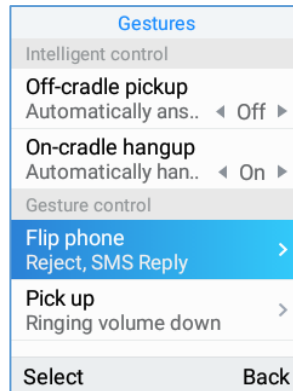 Gestures
Intelligent control
Off-cradle pickup
Automatically ans.. Off
On-cradle hangup
Automatically han.. On
Gesture control
Flip phone
Reject, SMS Reply
Pick up
Ringing volume down
Select Back